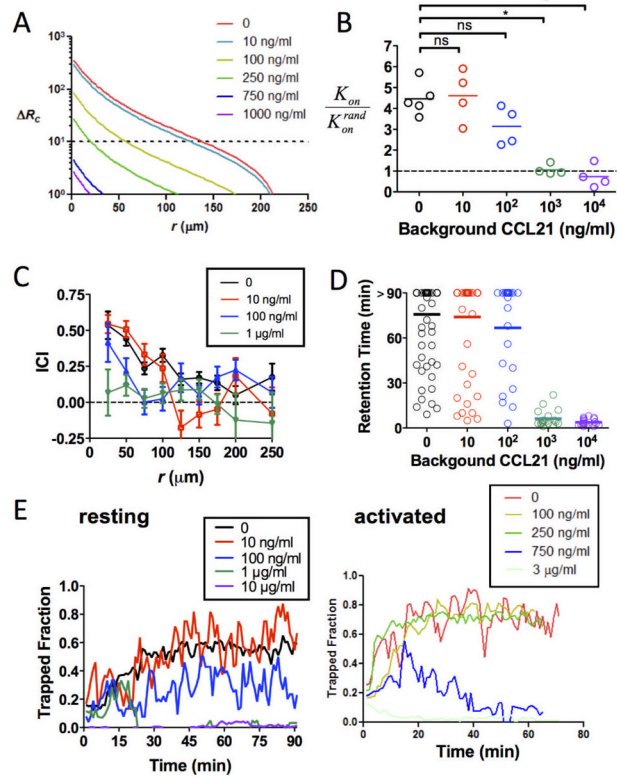 A
10³
10²
10¹
10⁰
ΔR_C
0
10 ng/ml
100 ng/ml
250 ng/ml
750 ng/ml
1000 ng/ml
0 50 100 150 200 250
r (μm)
B
*
ns
ns
K_on
K_on^rand
7
6
5
4
3
2
1
0
0 10 10² 10³ 10⁴
Background CCL21 (ng/ml)
C
0
10 ng/ml
100 ng/ml
1 μg/ml
ICI
0.75
0.50
0.25
0.00
-0.25
0 50 100 150 200 250
r (μm)
D
Retention Time (min)
> 90
60
30
0
0 10 10² 10³ 10⁴
Backgound CCL21 (ng/ml)
E
resting
0
10 ng/ml
100 ng/ml
1 μg/ml
10 μg/ml
Trapped Fraction
1.0
0.8
0.6
0.4
0.2
0.0
0 15 30 45 60 75 90
Time (min)
activated
0
100 ng/ml
250 ng/ml
750 ng/ml
3 μg/ml
Trapped Fraction
1.0
0.8
0.6
0.4
0.2
0.0
0 20 40 60 80
Time (min)